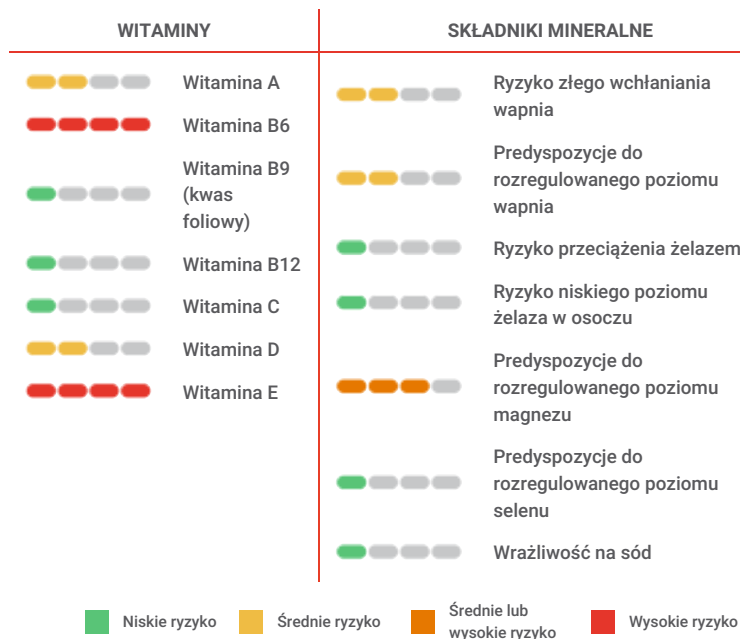 WITAMINY
Witamina A
Witamina B6
Witamina B9
(kwas
foliowy)
Witamina B12
Witamina C
Witamina D
Witamina E
SKŁADNIKI MINERALNE
Ryzyko złego wchłaniania
wapnia
Predyspozycje do
rozregulowanego poziomu
wapnia
Ryzyko przeciążenia żelazem
Ryzyko niskiego poziomu
żelaza w osoczu
Predyspozycje do
rozregulowanego poziomu
magnezu
Predyspozycje do
rozregulowanego poziomu
selenu
Wrażliwość na sód
Niskie ryzyko
Średnie ryzyko
Średnie lub
wysokie ryzyko
Wysokie ryzyko